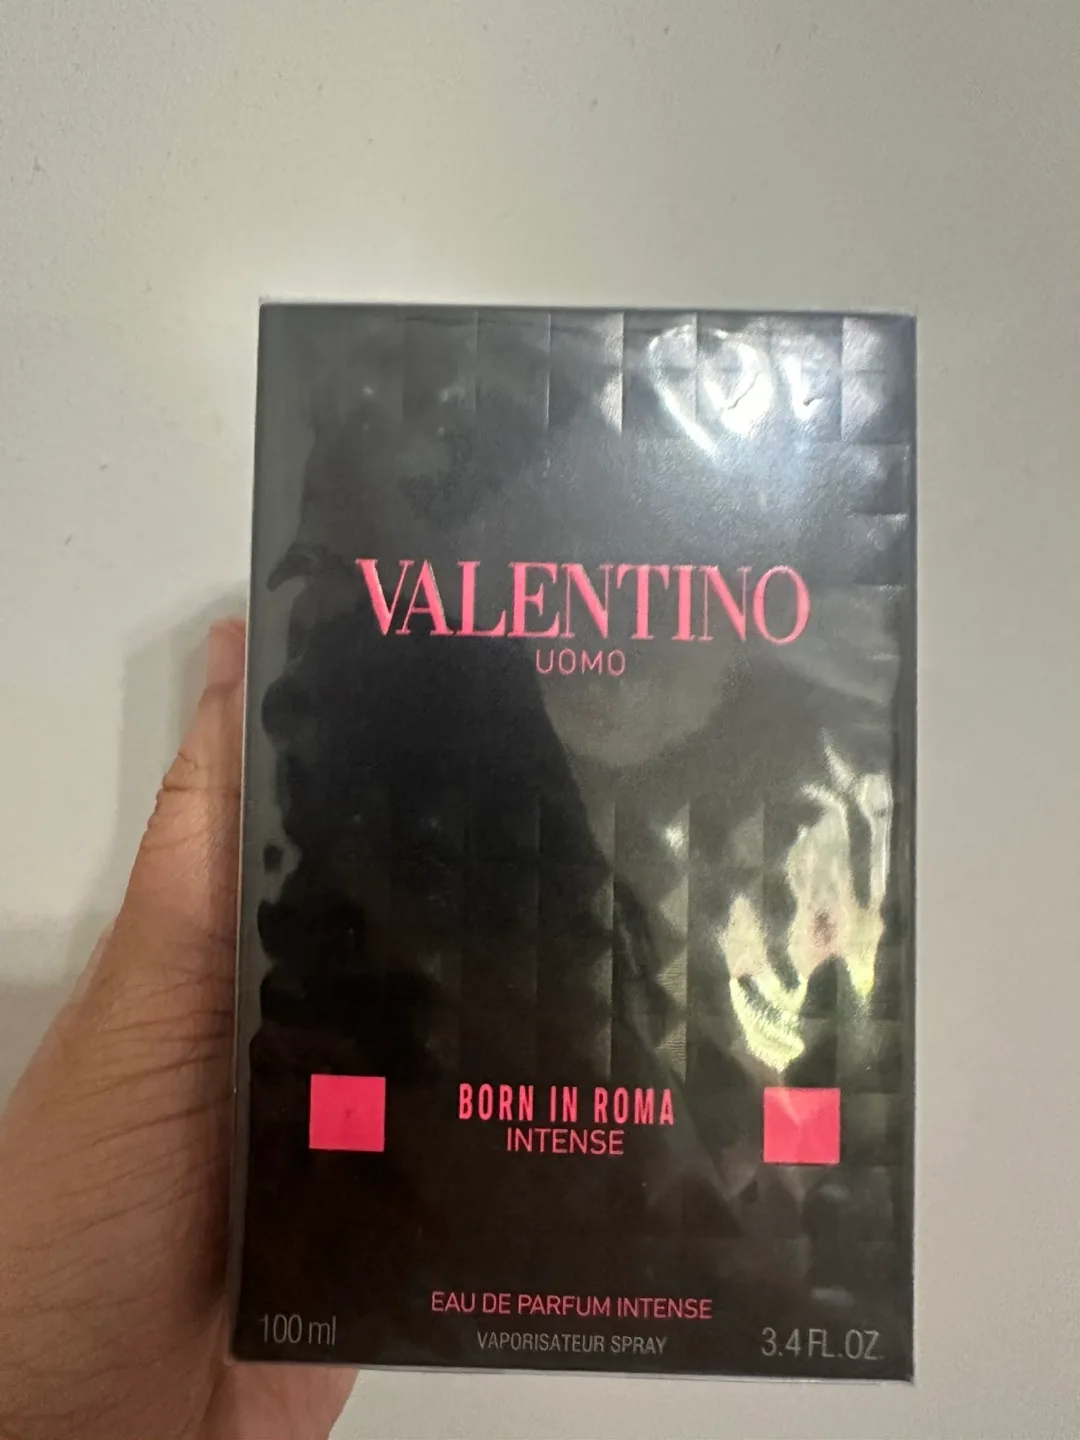 VALENTINO
UOMO
BORN IN ROMA
INTENSE
EAU DE PARFUM INTENSE
100 ml
VAPORISATEUR SPRAY
3.4 FL.OZ.